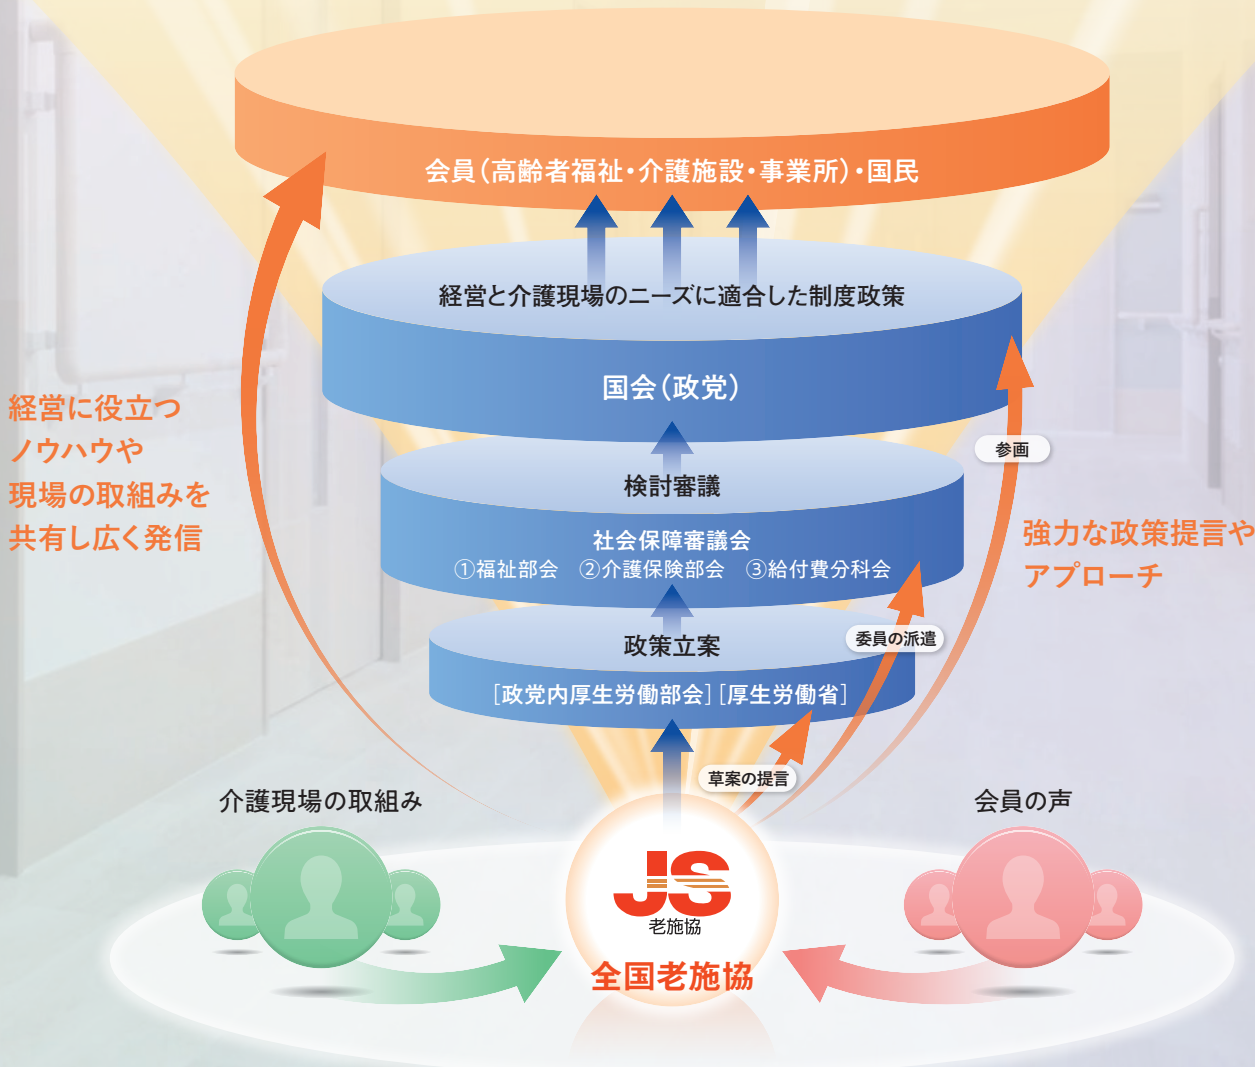 会員（高齢者福祉・介護施設・事業所）・国民
経営と介護現場のニーズに適合した制度政策
国会（政党）
経営に役立つ
ノウハウや
現場の取組みを
共有し広く発信
参画
検討審議
社会保障審議会
①福祉部会　②介護保険部会　③給付費分科会
強力な政策提言や
アプローチ
委員の派遣
政策立案
［政党内厚生労働部会］［厚生労働省］
草案の提言
介護現場の取組み
会員の声
JS
老施協
全国老施協